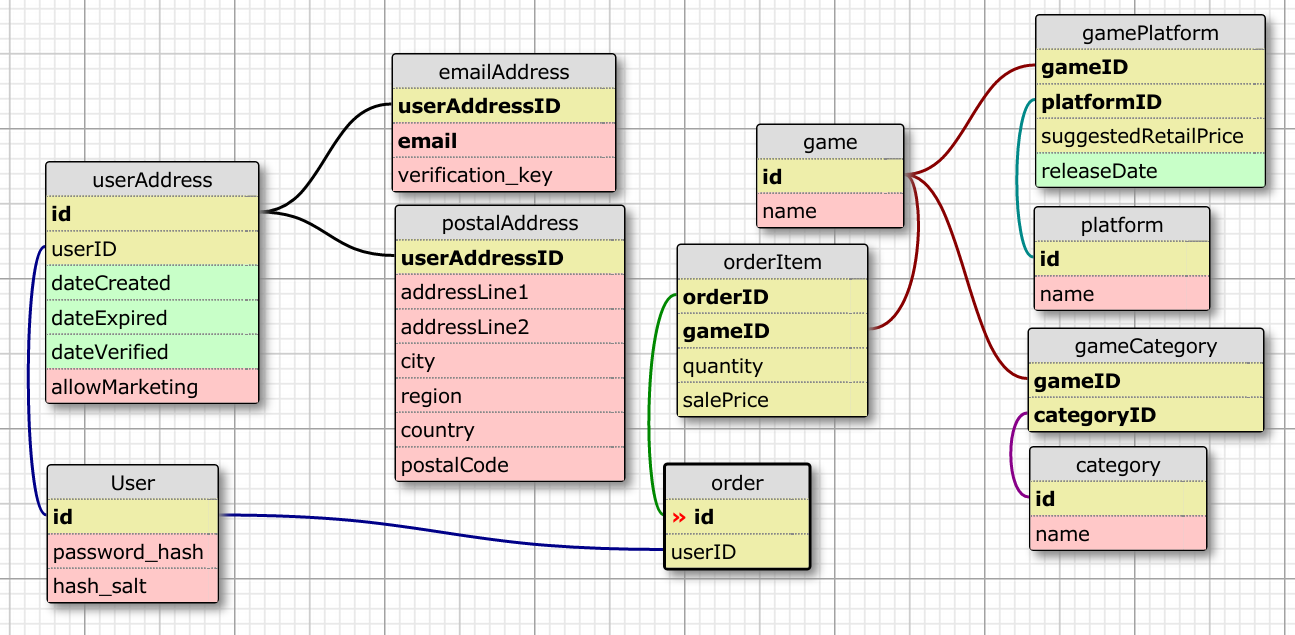 userAddress
id
userID
dateCreated
dateExpired
dateVerified
allowMarketing
User
id
password_hash
hash_salt
emailAddress
userAddressID
email
verification_key
postalAddress
userAddressID
addressLine1
addressLine2
city
region
country
postalCode
game
id
name
orderItem
orderID
gameID
quantity
salePrice
order
» id
userID
gamePlatform
gameID
platformID
suggestedRetailPrice
releaseDate
platform
id
name
gameCategory
gameID
categoryID
category
id
name